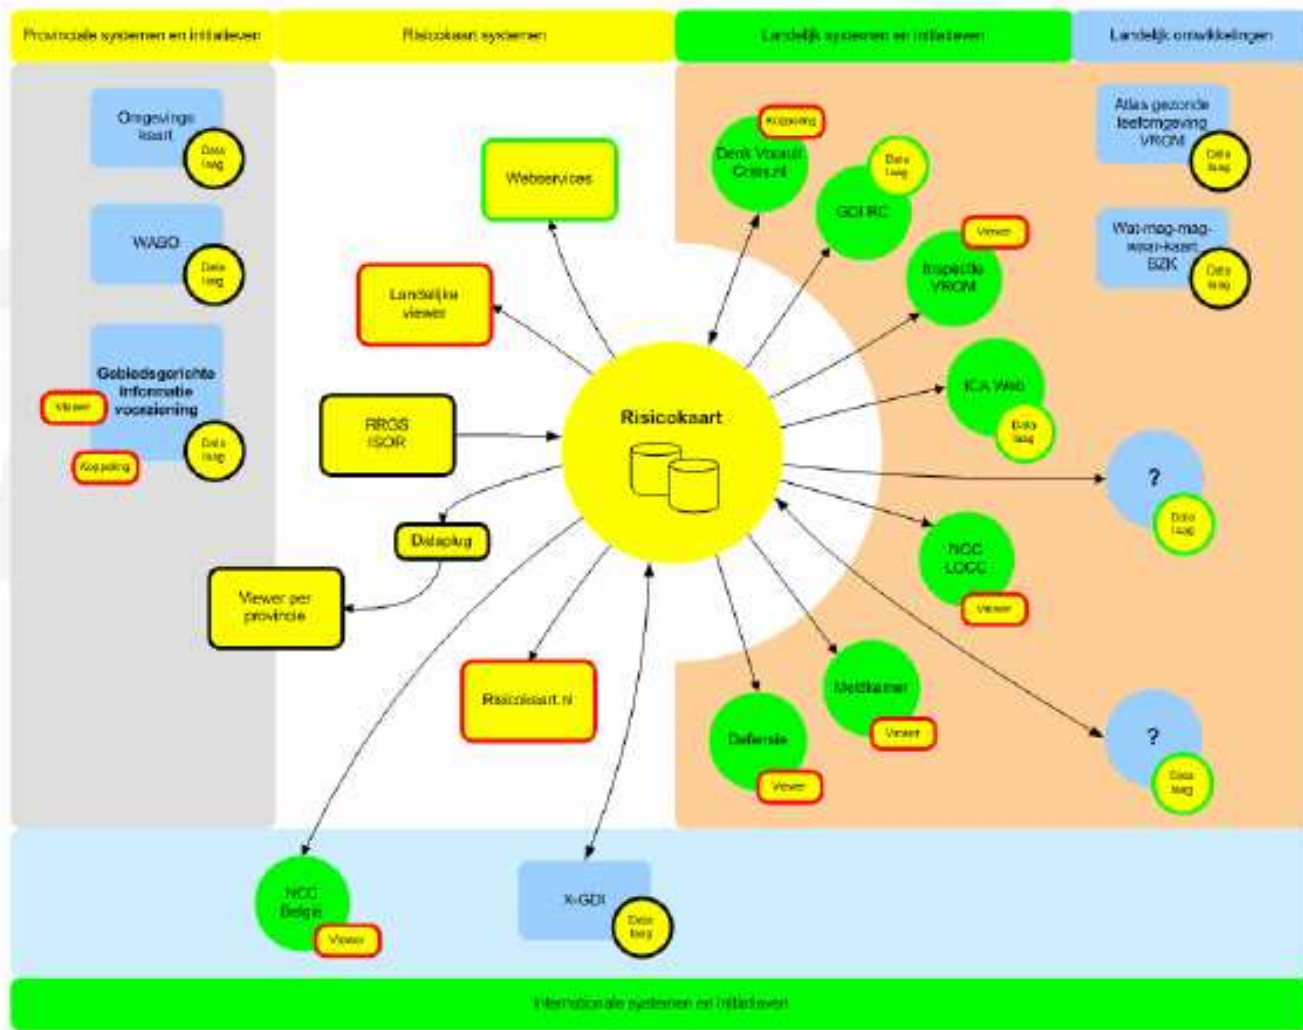 Provinciale systemen en initiatieven
Risicokaart systemen
Landelijk systemen en initiatieven
Landelijk ontwikkelingen
Omgevings
kaart
Data
laag
WABO
Data
laag
Gebiedsgerichte
informatie
voorziening
Viewer
Koppeling
Data
laag
Webservices
Landelijke
viewer
RRGS
ISOR
Dataplug
Viewer per
provincie
Risicokaart.nl
Risicokaart
Koppeling
Denk Vooruit
Crisis.nl
Data
laag
GDI RC
Viewer
Inspectie
VROM
ICA Web
Data
laag
NCC
LOCC
Viewer
Meldkamer
Viewer
Defensie
Viewer
Atlas gezonde
leefomgeving
VROM
Data
laag
Wat-mag-mag-
waar-kaart
BZK
Data
laag
?
Data
laag
?
Data
laag
NCC
België
Viewer
X-GDI
Data
laag
Internationale systemen en initiatieven